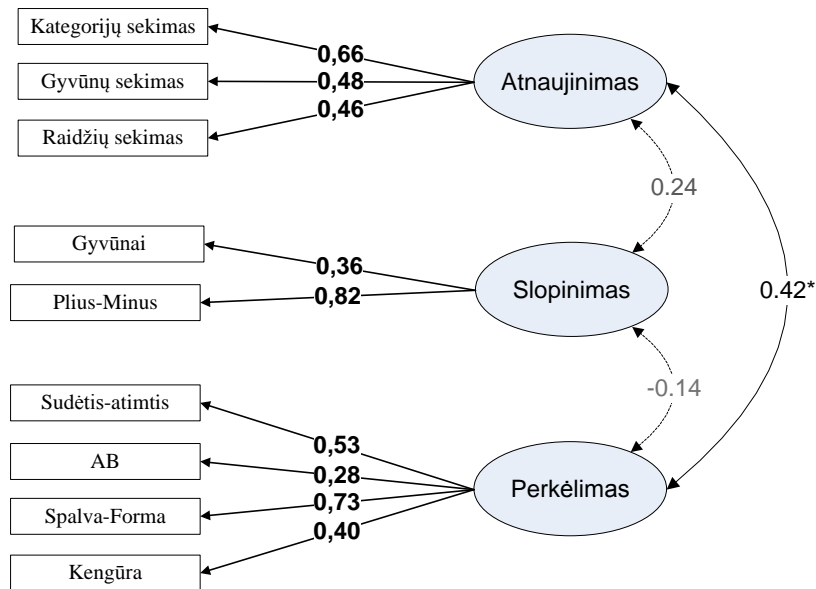 Kategorijų sekimas
0,66
Gyvūnų sekimas
0,48
Atnaujinimas
Raidžių sekimas
0,46
0.24
Gyvūnai
0,36
Plius-Minus
0,82
Slopinimas
0.42*
-0.14
Sudėtis-atimtis
0,53
AB
0,28
Perkėlimas
Spalva-Forma
0,73
Kengūra
0,40